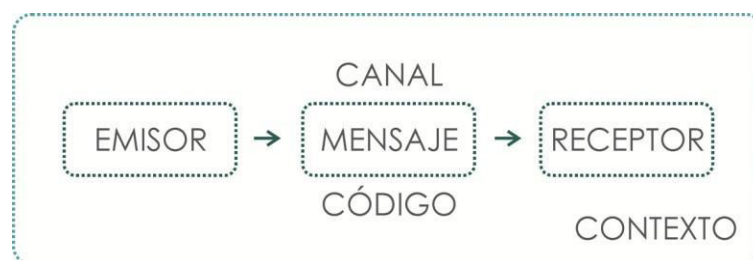 CANAL
EMISOR → MENSAJE → RECEPTOR
CÓDIGO
CONTEXTO